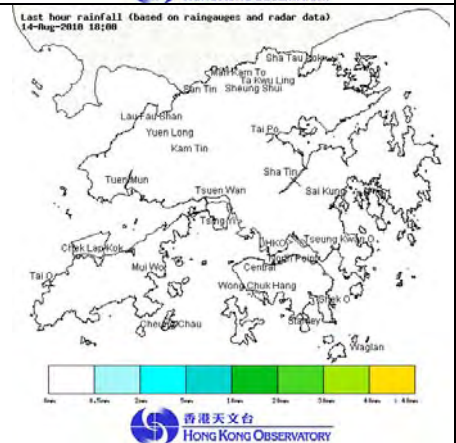 Last hour rainfall (based on raingauges and radar data)
14-Aug-2010 18:00
Sha Tau Kok
Man Kam To
Ta Kwu Ling
San Tin
Sheung Shui
Lau Fau Shan
Yuen Long
Tai Po
Kam Tin
Sha Tin
Tuen Mun
Tsuen Wan
Sai Kung
Tsing Yi
HKO
Tseung Kwan O
Chek Lap Kok
North Point
Mui Wo
Central
Tai O
Wong Chuk Hang
Shek O
Cheung Chau
Stanley
Waglan
0mm 0.5mm 2mm 5mm 10mm 20mm 30mm 40mm
香港天文台
HONG KONG OBSERVATORY